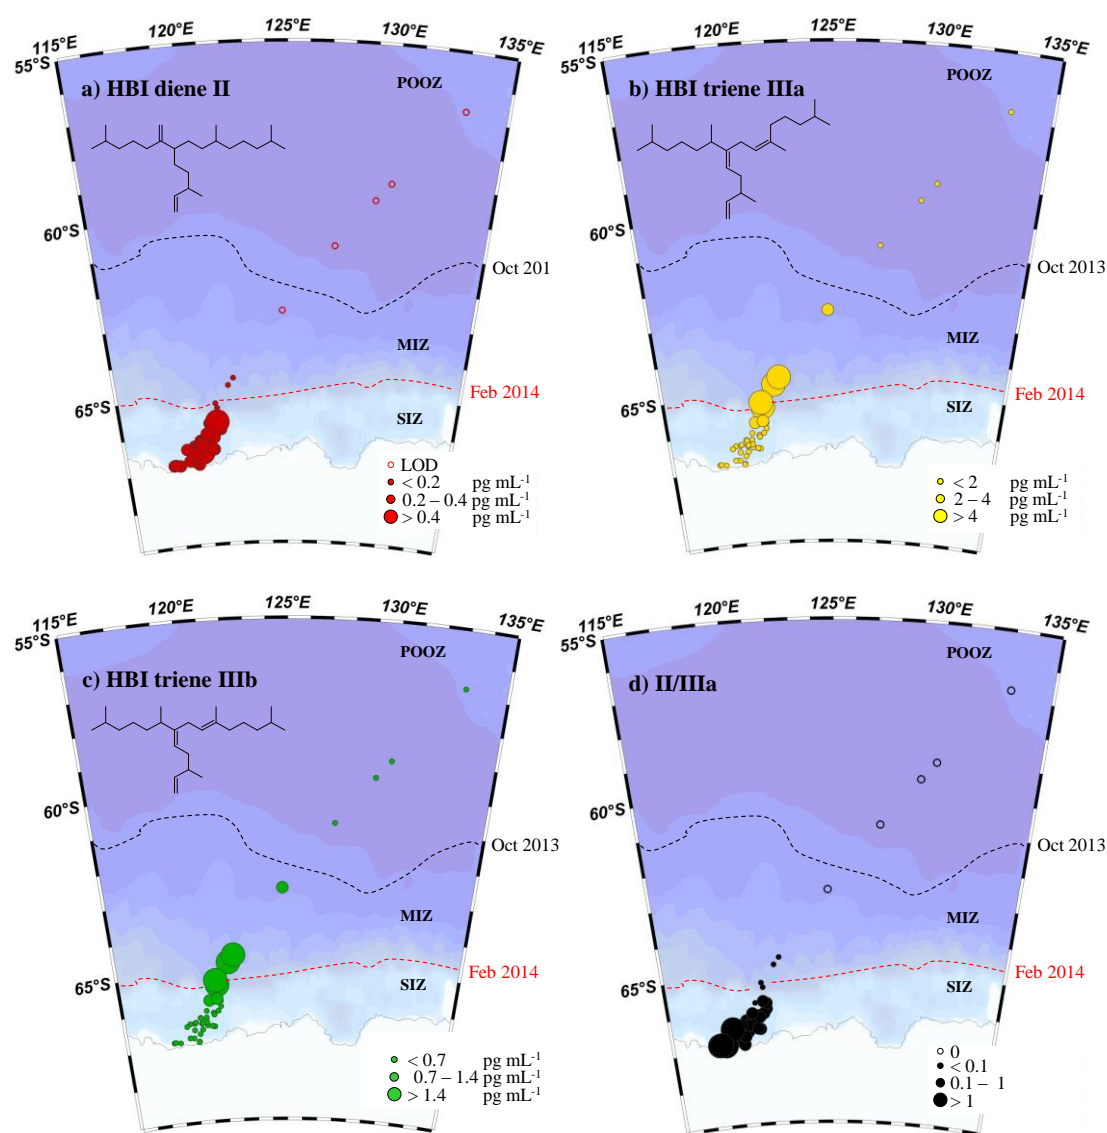 115°E
120°E
125°E
130°E
135°E
55°S
60°S
65°S
a) HBI diene II
POOZ
Oct 201
MIZ
Feb 2014
SIZ
LOD
< 0.2 pg mL-1
0.2 – 0.4 pg mL-1
> 0.4 pg mL-1
115°E
120°E
125°E
130°E
135°E
55°S
60°S
65°S
b) HBI triene IIIa
POOZ
Oct 2013
MIZ
Feb 2014
SIZ
< 2 pg mL-1
2 – 4 pg mL-1
> 4 pg mL-1
115°E
120°E
125°E
130°E
135°E
55°S
60°S
65°S
c) HBI triene IIIb
POOZ
Oct 2013
MIZ
Feb 2014
SIZ
< 0.7 pg mL-1
0.7 – 1.4 pg mL-1
> 1.4 pg mL-1
115°E
120°E
125°E
130°E
135°E
55°S
60°S
65°S
d) II/IIIa
POOZ
Oct 2013
MIZ
Feb 2014
SIZ
0
< 0.1
0.1 – 1
> 1